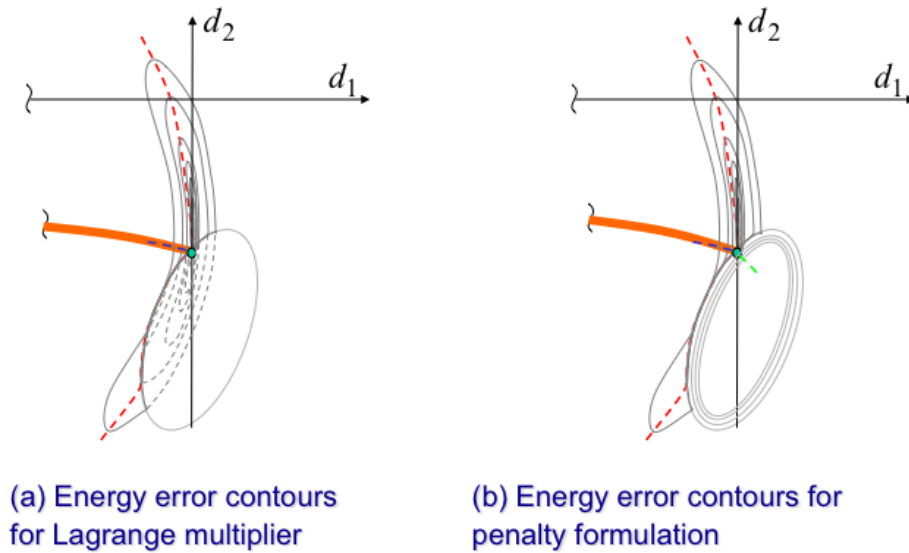 d₂
d₁
d₂
d₁
(a) Energy error contours
for Lagrange multiplier
(b) Energy error contours for
penalty formulation